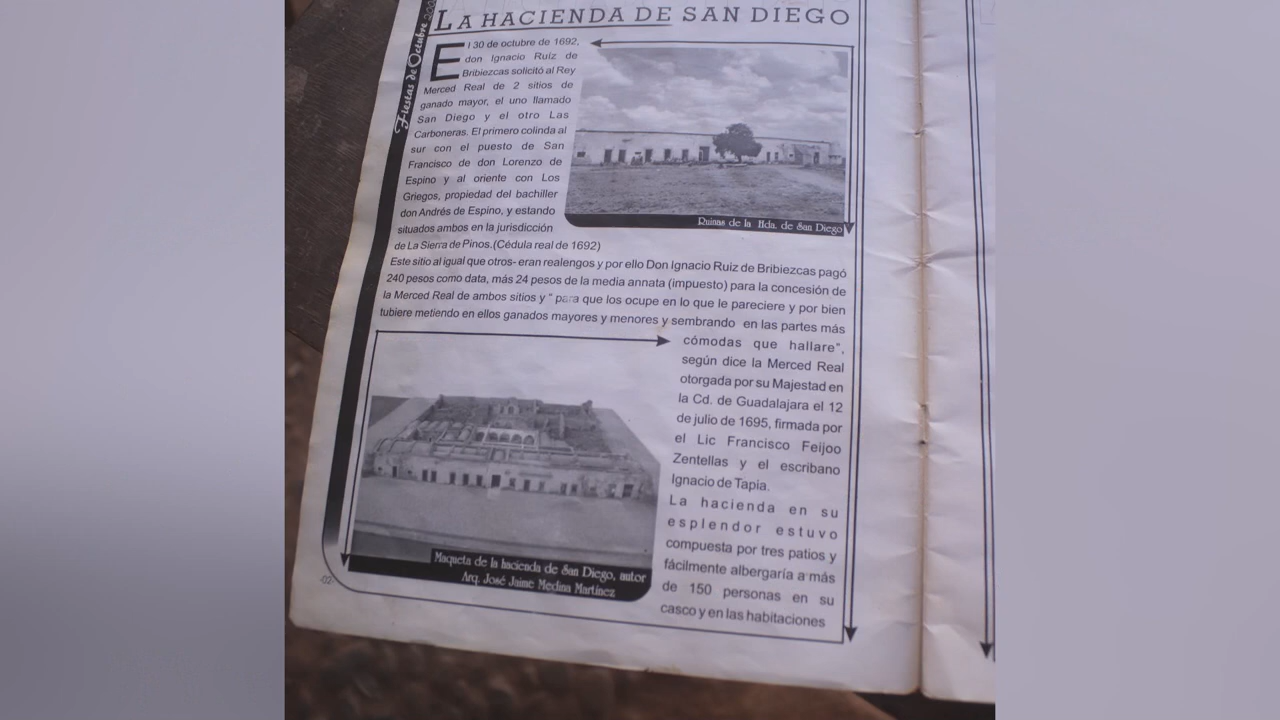 Fiestas de Octubre 200
LA HACIENDA DE SAN DIEGO
El 30 de octubre de 1692,
don Ignacio Ruiz de
Bribiezcas solicitó al Rey
Merced Real de 2 sitios de
ganado mayor, el uno llamado
San Diego y el otro Las
Carboneras. El primero colinda al
sur con el puesto de San
Francisco de don Lorenzo de
Espino y al oriente con Los
Griegos, propiedad del bachiller
don Andrés de Espino, y estando
situados ambos en la jurisdicción
de La Sierra de Pinos.(Cédula real de 1692)
Ruinas de la Hda. de San Diego
Este sitio al igual que otros- eran realengos y por ello Don Ignacio Ruiz de Bribiezcas pagó
240 pesos como data, más 24 pesos de la media annata (impuesto) para la concesión de
la Merced Real de ambos sitios y " para que los ocupe en lo que le pareciere y por bien
tubiere metiendo en ellos ganados mayores y menores y sembrando en las partes más
cómodas que hallare",
según dice la Merced Real
otorgada por su Majestad en
la Cd. de Guadalajara el 12
de julio de 1695, firmada por
el Lic Francisco Feijoo
Zentellas y el escribano
Ignacio de Tapia.
La hacienda en su
esplendor estuvo
compuesta por tres patios y
fácilmente albergaría a más
de 150 personas en su
casco y en las habitaciones
Maqueta de la hacienda de San Diego, autor
Arq. José Jaime Medina Martínez
-02-